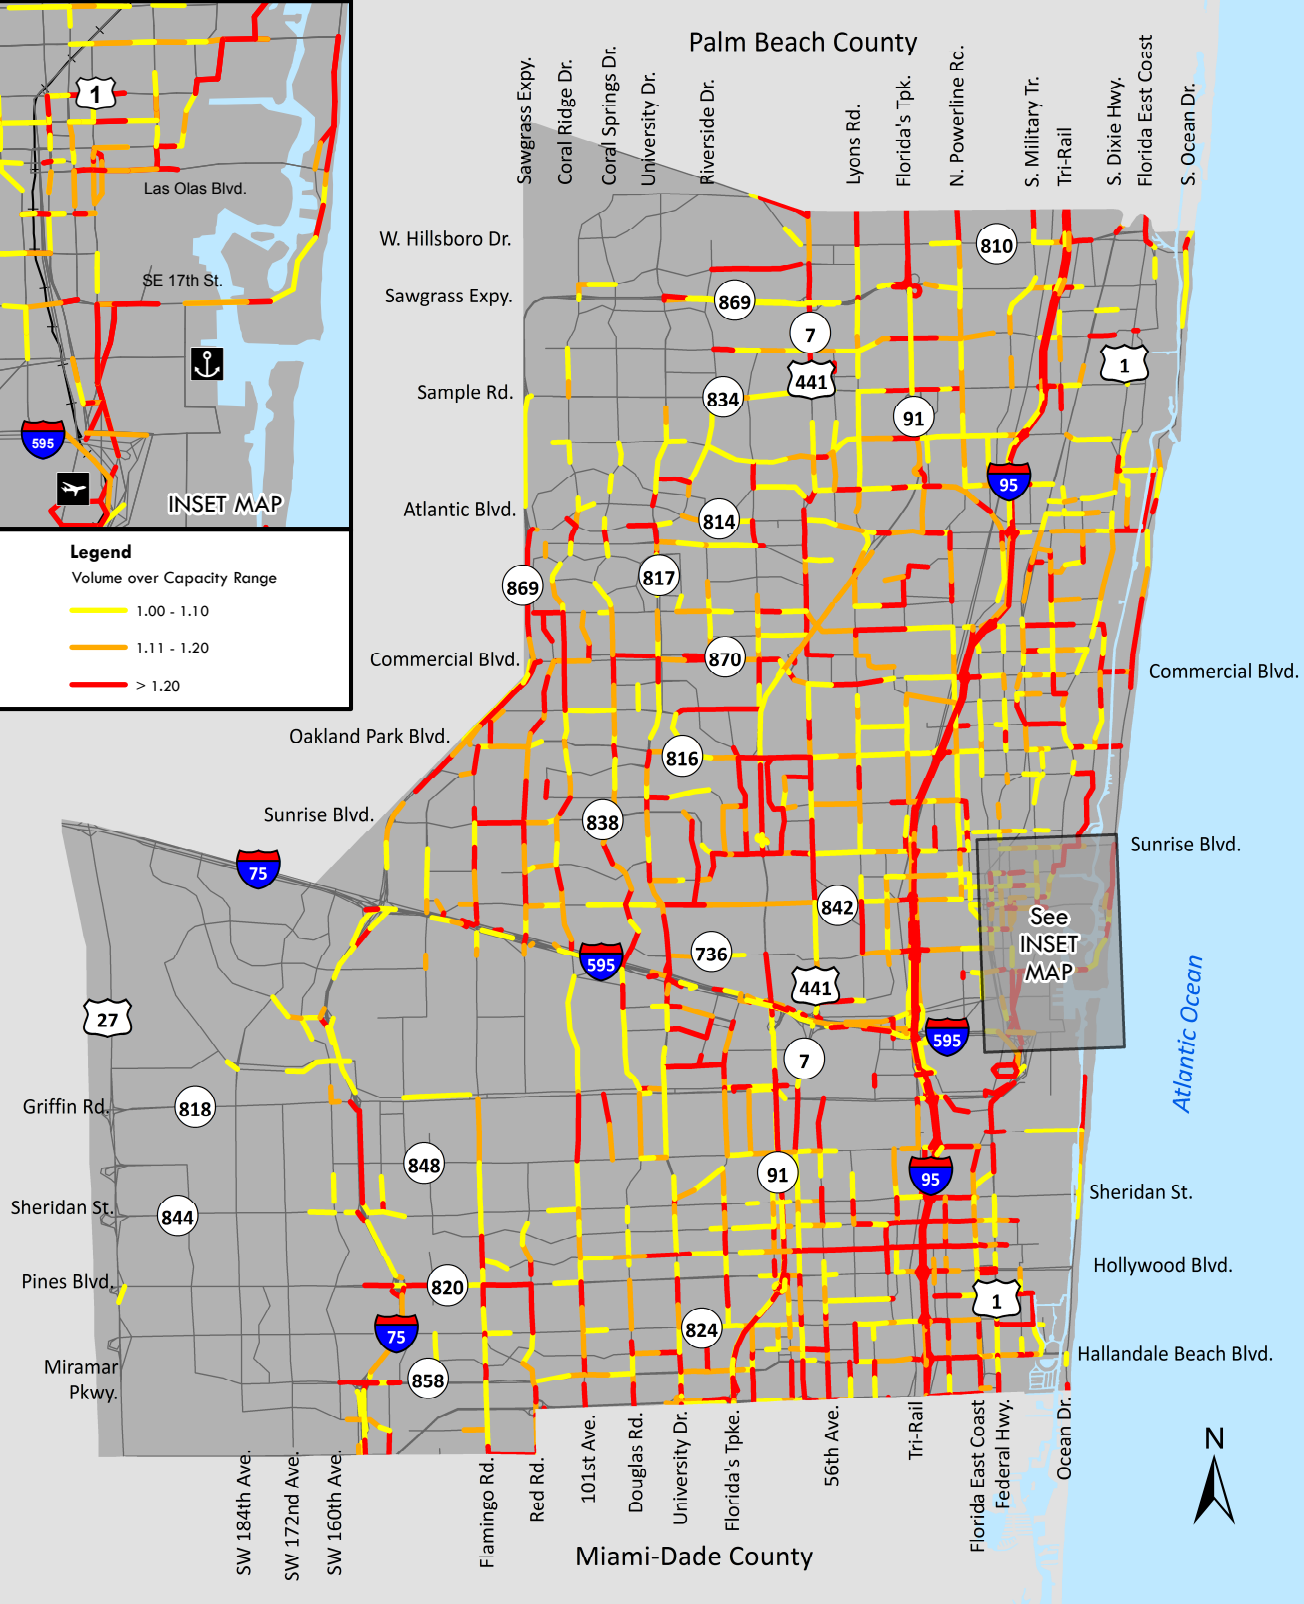 Palm Beach County
Sawgrass Expy.
Coral Ridge Dr.
Coral Springs Dr.
University Dr.
Riverside Dr.
Lyons Rd.
Florida's Tpk.
N. Powerline Rc.
S. Military Tr.
Tri-Rail
S. Dixie Hwy.
Florida East Coast
S. Ocean Dr.
1
Las Olas Blvd.
SE 17th St.
595
INSET MAP
Legend
Volume over Capacity Range
1.00 - 1.10
1.11 - 1.20
> 1.20
W. Hillsboro Dr.
810
Sawgrass Expy.
869
7
441
1
Sample Rd.
834
91
95
Atlantic Blvd.
814
869
817
Commercial Blvd.
870
Commercial Blvd.
Oakland Park Blvd.
816
Sunrise Blvd.
838
Sunrise Blvd.
75
842
See
INSET
MAP
595
736
441
27
595
7
Atlantic Ocean
Griffin Rd.
818
848
91
95
Sheridan St.
844
Sheridan St.
Hollywood Blvd.
Pines Blvd.
820
1
75
824
Hallandale Beach Blvd.
Miramar
Pkwy.
858
SW 184th Ave.
SW 172nd Ave.
SW 160th Ave.
Flamingo Rd.
Red Rd.
101st Ave.
Douglas Rd.
University Dr.
Florida's Tpke.
56th Ave.
Tri-Rail
Florida East Coast
Federal Hwy.
Ocean Dr.
N
Miami-Dade County